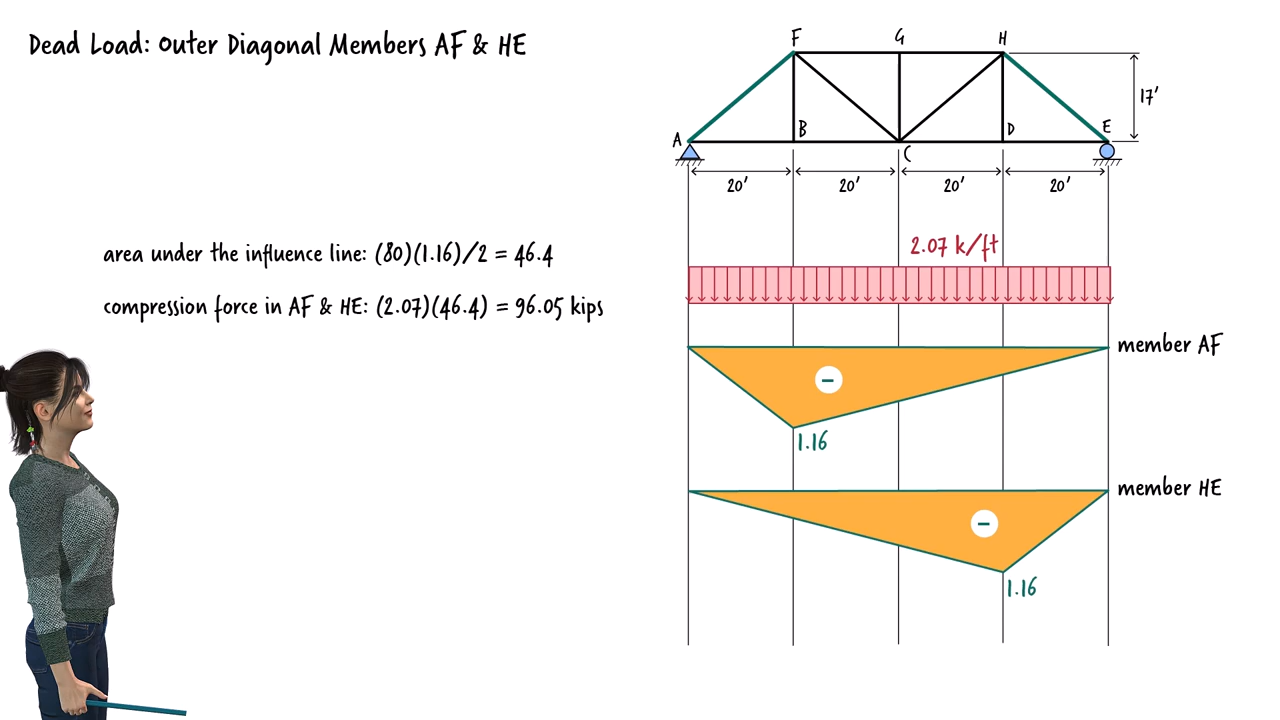 Dead Load: Outer Diagonal Members AF & HE
F G H
17'
A B C D E
20' 20' 20' 20'
area under the influence line: (80)(1.16)/2 = 46.4
2.07 k/ft
compression force in AF & HE: (2.07)(46.4) = 96.05 kips
member AF
−
1.16
member HE
−
1.16